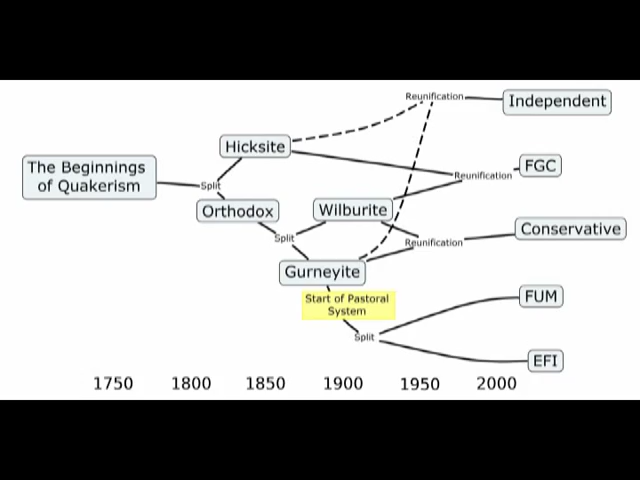 Reunification
Independent
Hicksite
The Beginnings
of Quakerism
Split
Reunification
FGC
Orthodox
Wilburite
Split
Reunification
Conservative
Gurneyite
Start of Pastoral
System
FUM
Split
EFI
1750 1800 1850 1900 1950 2000